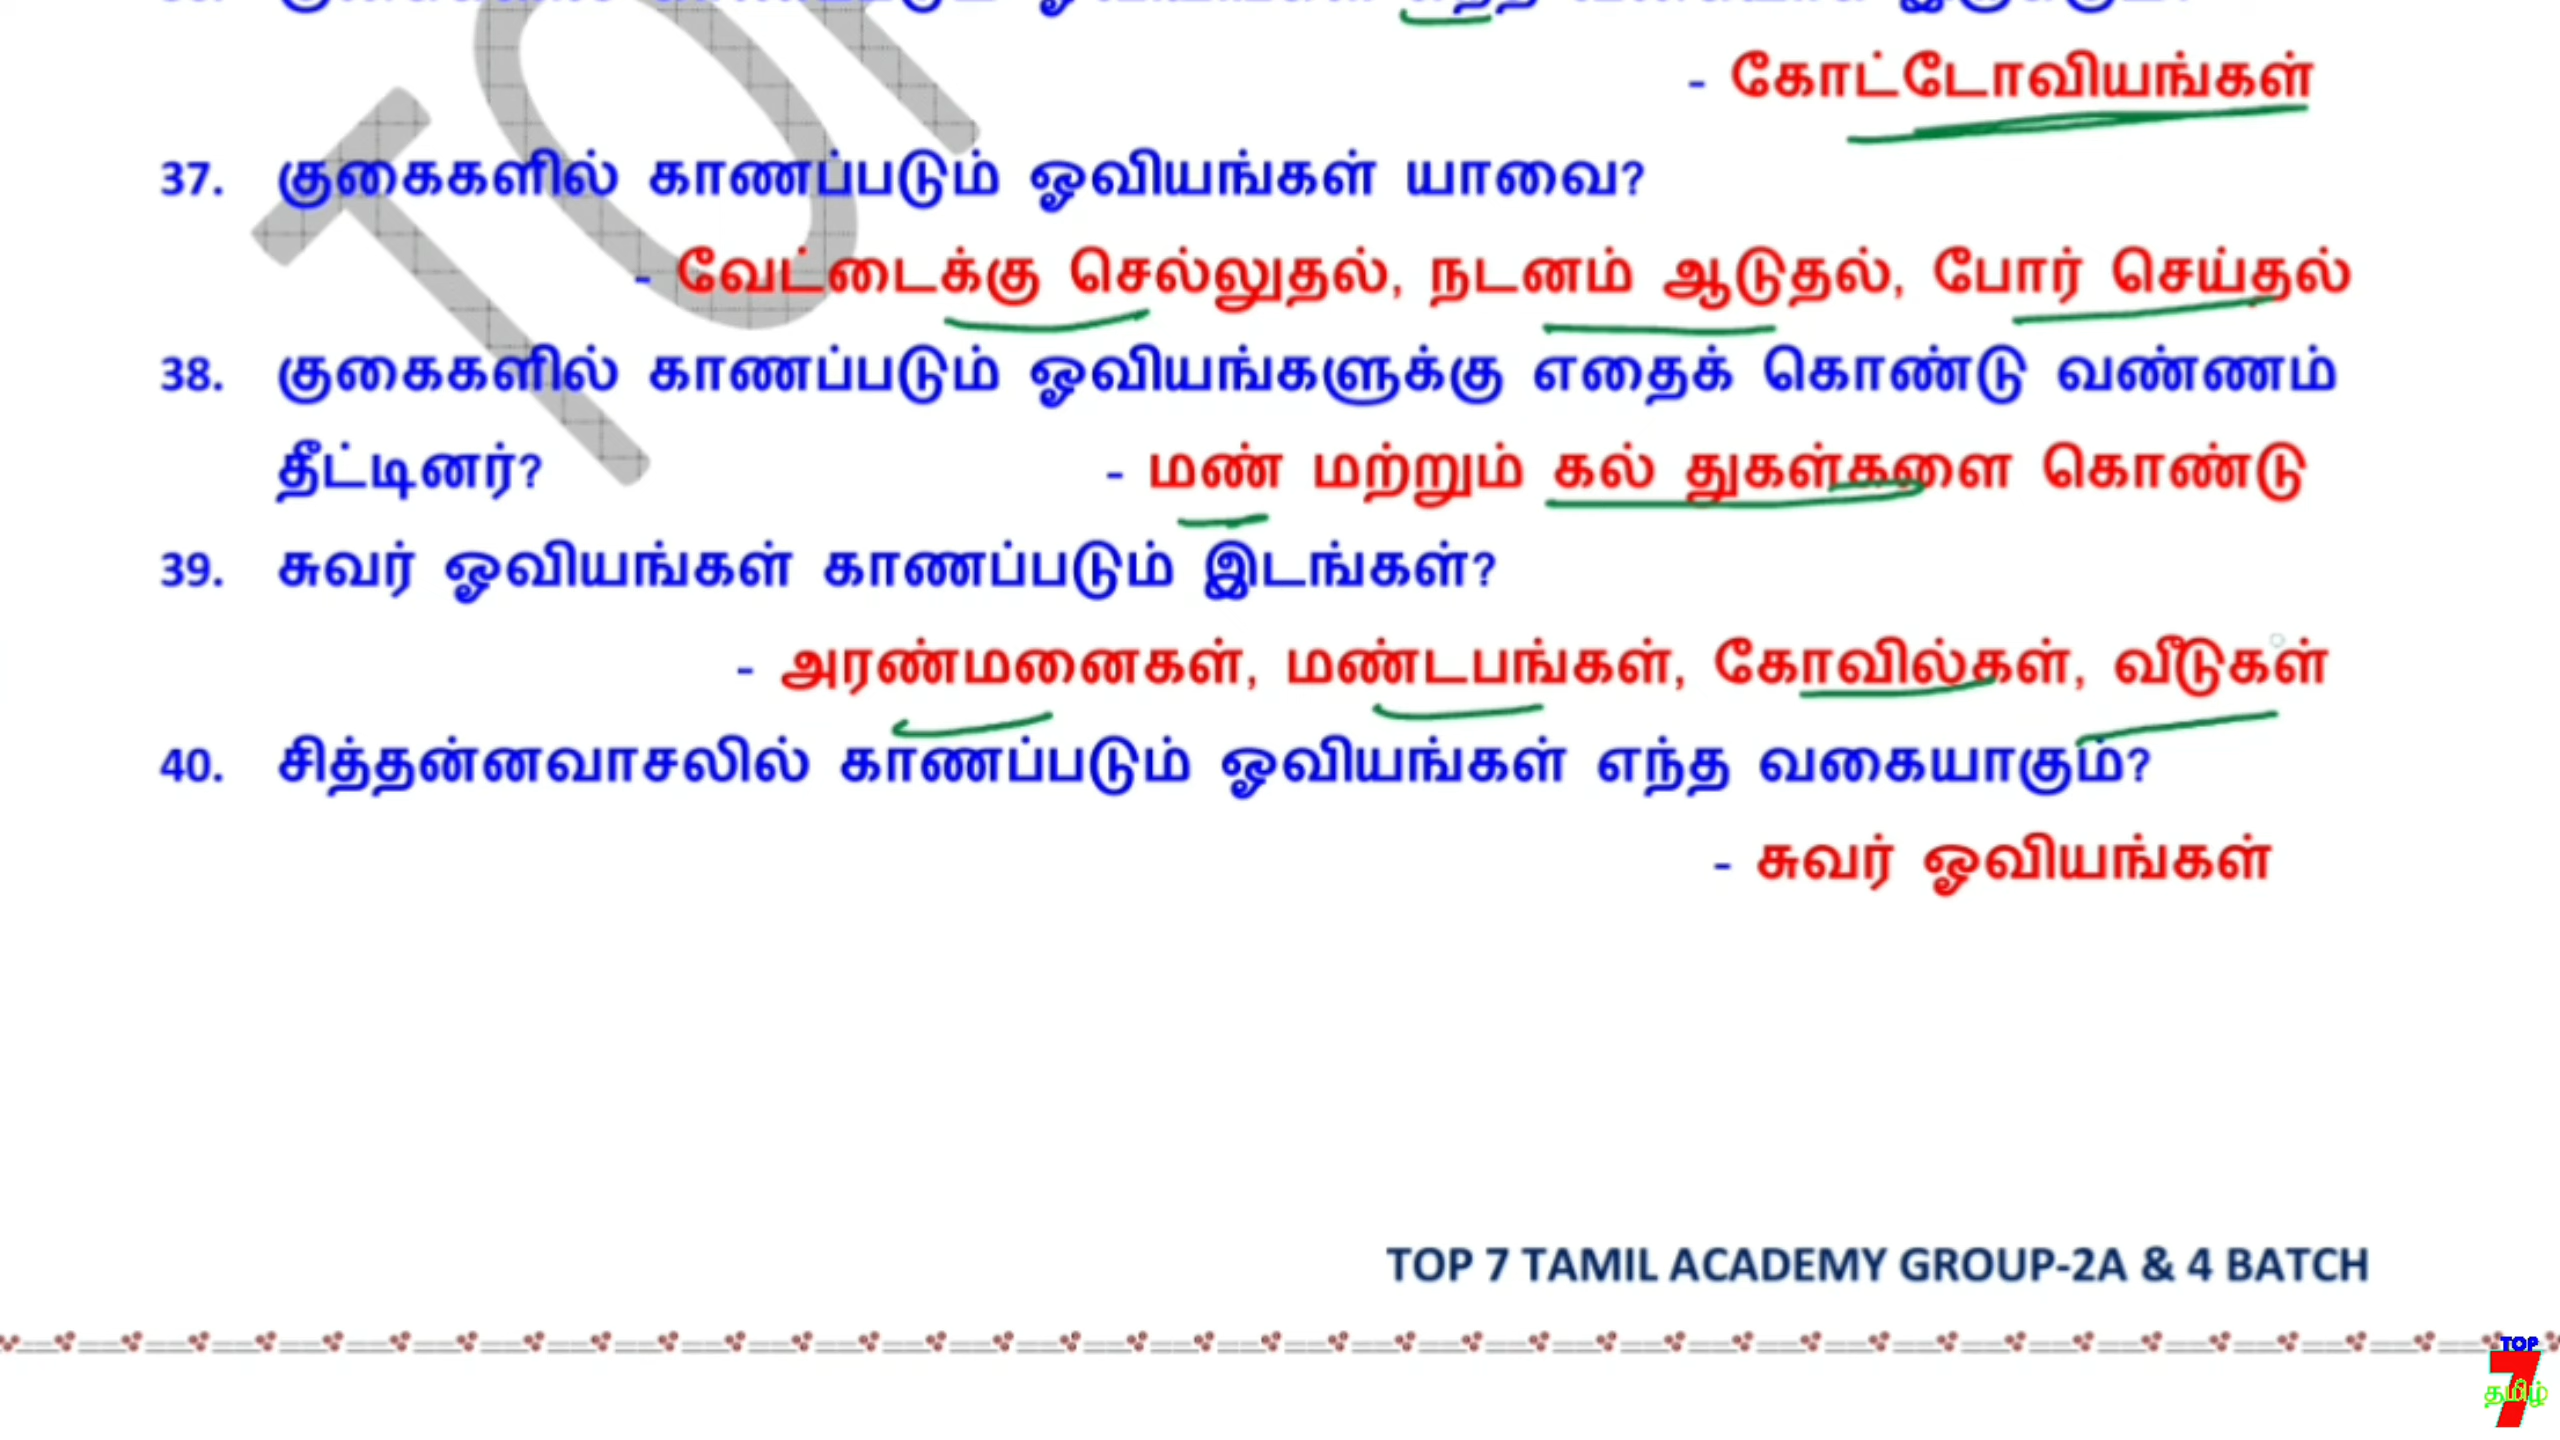 - கோட்டோவியங்கள்
37. குகைகளில் காணப்படும் ஓவியங்கள் யாவை?
- வேட்டைக்கு செல்லுதல், நடனம் ஆடுதல், போர் செய்தல்
38. குகைகளில் காணப்படும் ஓவியங்களுக்கு எதைக் கொண்டு வண்ணம்
தீட்டினர்? - மண் மற்றும் கல் துகள்களை கொண்டு
39. சுவர் ஓவியங்கள் காணப்படும் இடங்கள்?
- அரண்மனைகள், மண்டபங்கள், கோவில்கள், வீடுகள்
40. சித்தன்னவாசலில் காணப்படும் ஓவியங்கள் எந்த வகையாகும்?
- சுவர் ஓவியங்கள்
TOP 7 TAMIL ACADEMY GROUP-2A & 4 BATCH
TOP
7
தமிழ்